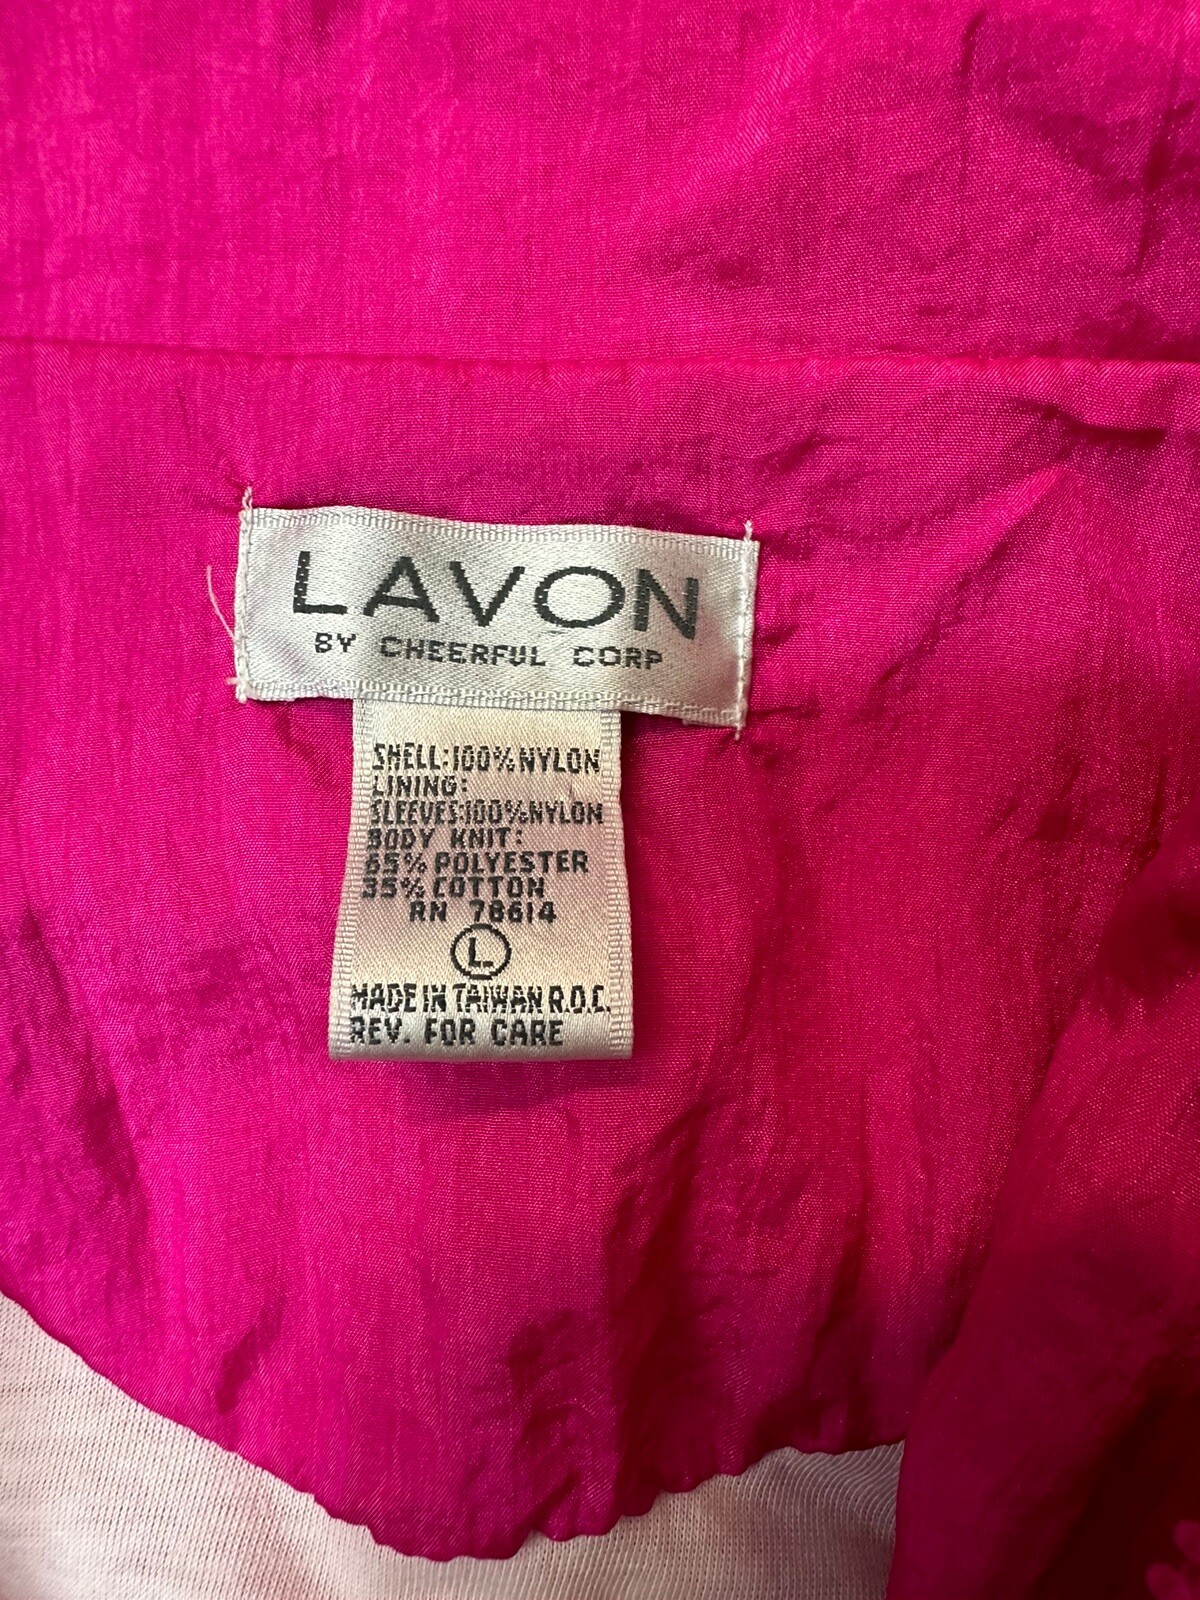 LAVON
BY CHEERFUL CORP
SHELL:100%NYLON
LINING:
SLEEVES:100%NYLON
BODY KNIT:
65% POLYESTER
35% COTTON
RN 78614
L
MADE IN TAIWAN R.O.C.
REV. FOR CARE